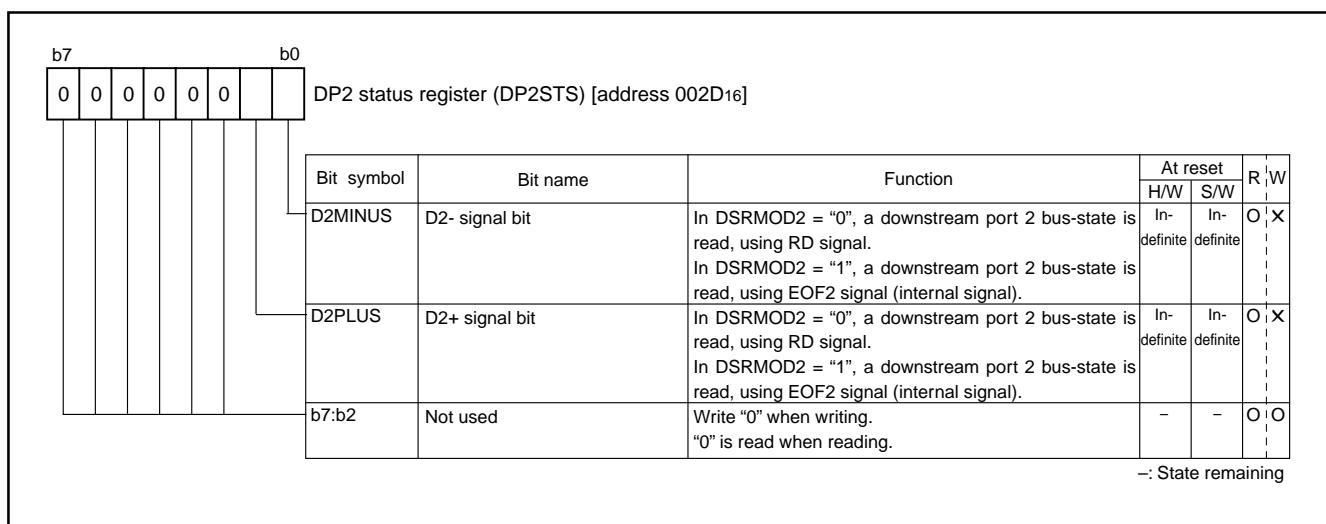 b7 b0
0 0 0 0 0 0
DP2 status register (DP2STS) [address 002D16]
Bit symbol Bit name Function At reset R W
H/W S/W
D2MINUS D2- signal bit In DSRMOD2 = “0”, a downstream port 2 bus-state is In- In- O X
read, using RD signal. definite definite
In DSRMOD2 = “1”, a downstream port 2 bus-state is
read, using EOF2 signal (internal signal).
D2PLUS D2+ signal bit In DSRMOD2 = “0”, a downstream port 2 bus-state is In- In- O X
read, using RD signal. definite definite
In DSRMOD2 = “1”, a downstream port 2 bus-state is
read, using EOF2 signal (internal signal).
b7:b2 Not used Write “0” when writing. – – O O
“0” is read when reading.
–: State remaining